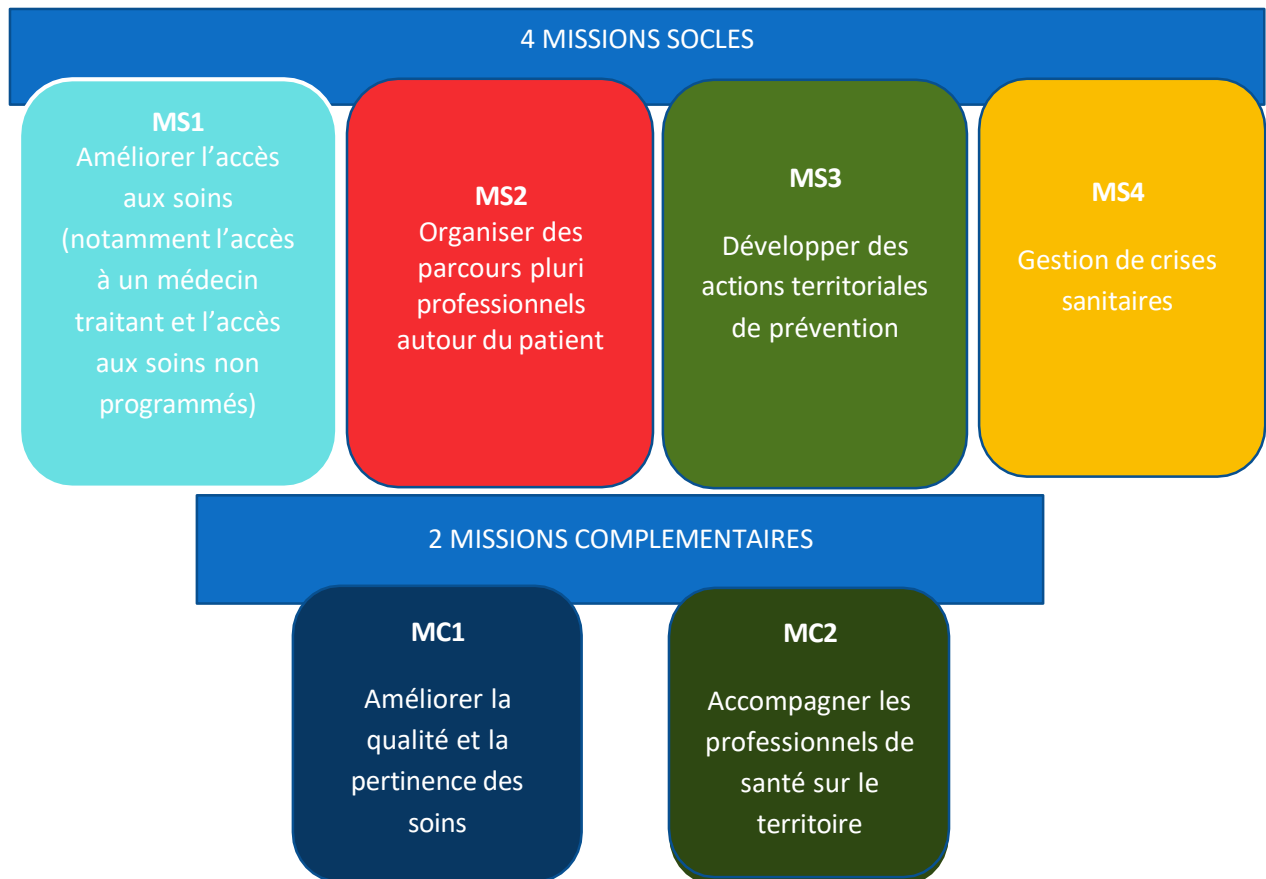 4 MISSIONS SOCLES
MS1
Améliorer l’accès
aux soins
(notamment l’accès
à un médecin
traitant et l’accès
aux soins non
programmés)
MS2
Organiser des
parcours pluri
professionnels
autour du patient
MS3
Développer des
actions territoriales
de prévention
MS4
Gestion de crises
sanitaires
2 MISSIONS COMPLEMENTAIRES
MC1
Améliorer la
qualité et la
pertinence des
soins
MC2
Accompagner les
professionnels de
santé sur le
territoire